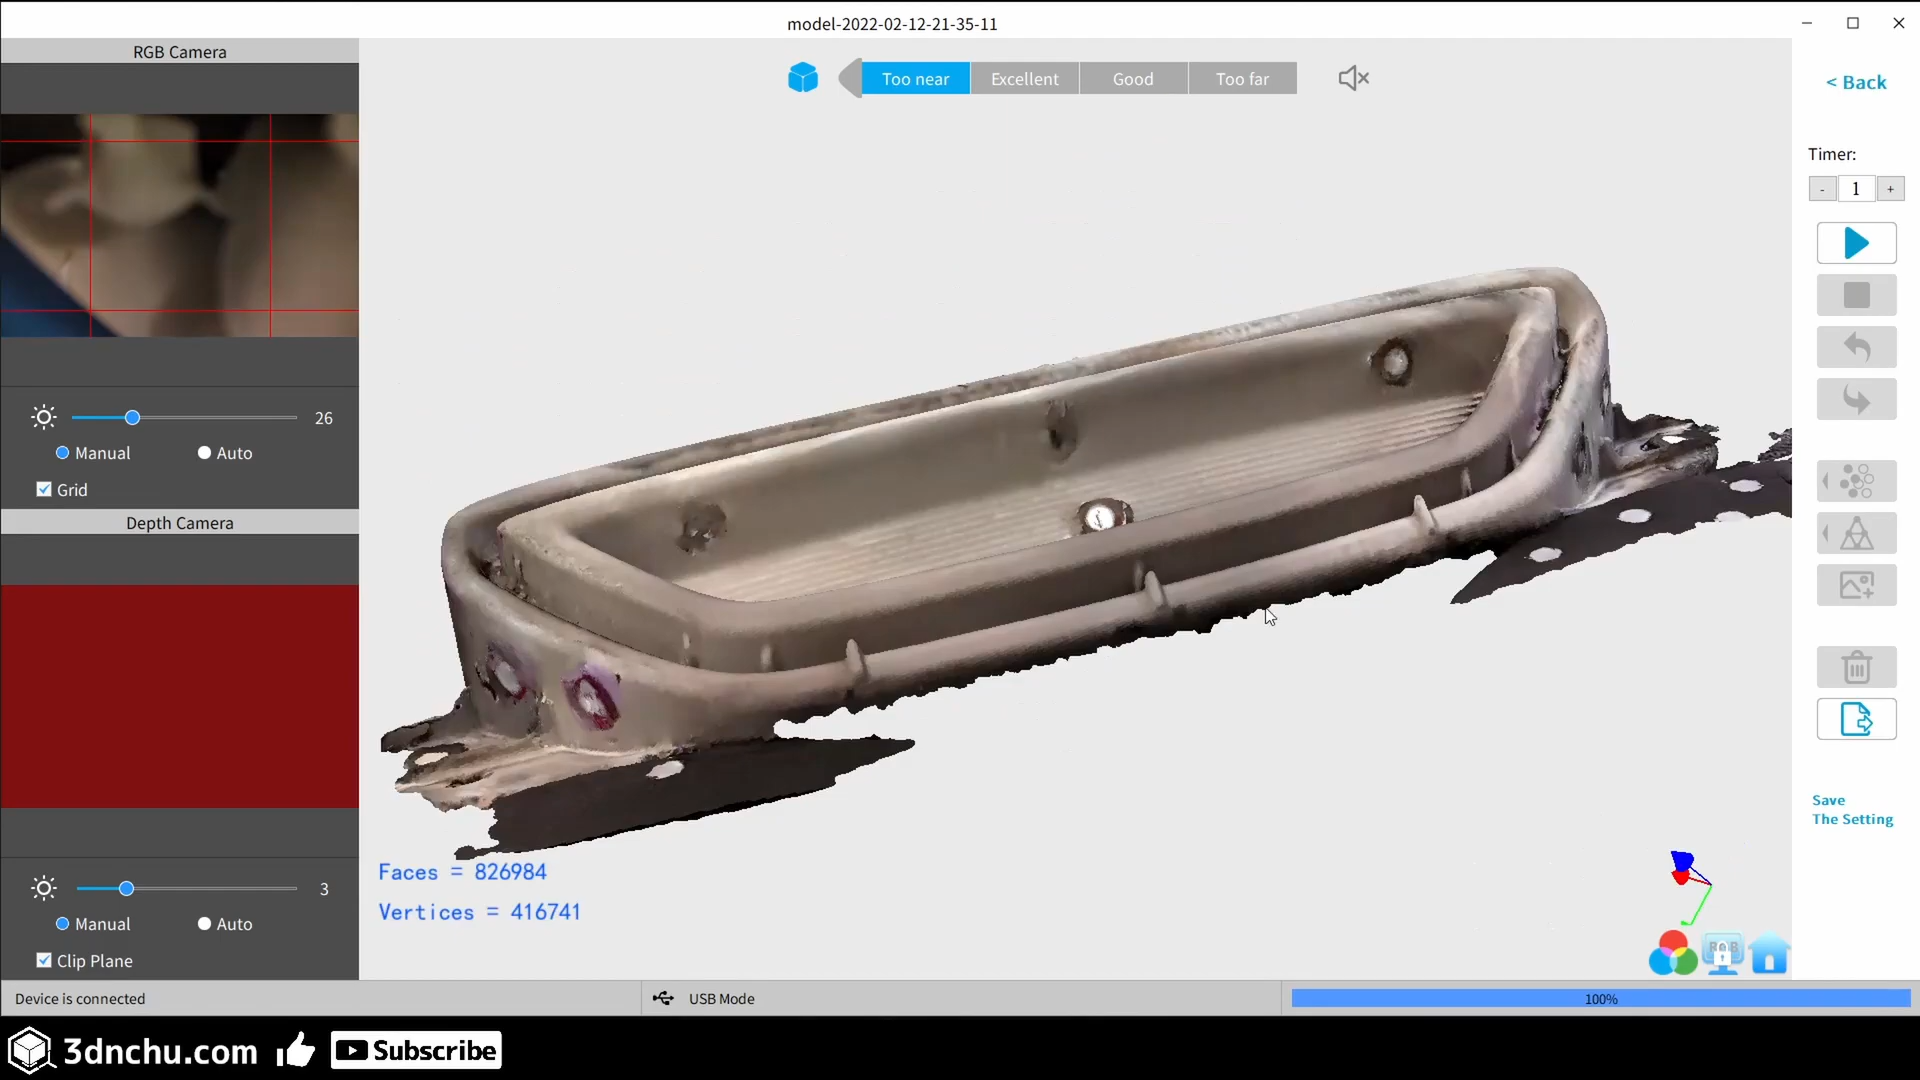 model-2022-02-12-21-35-11
RGB Camera
Too near
Excellent
Good
Too far
< Back
Timer:
- 1 +
26
Manual
Auto
Grid
Depth Camera
3
Manual
Auto
Clip Plane
Faces = 826984
Vertices = 416741
Save
The Setting
RGB
Device is connected
USB Mode
100%
3dnchu.com
Subscribe